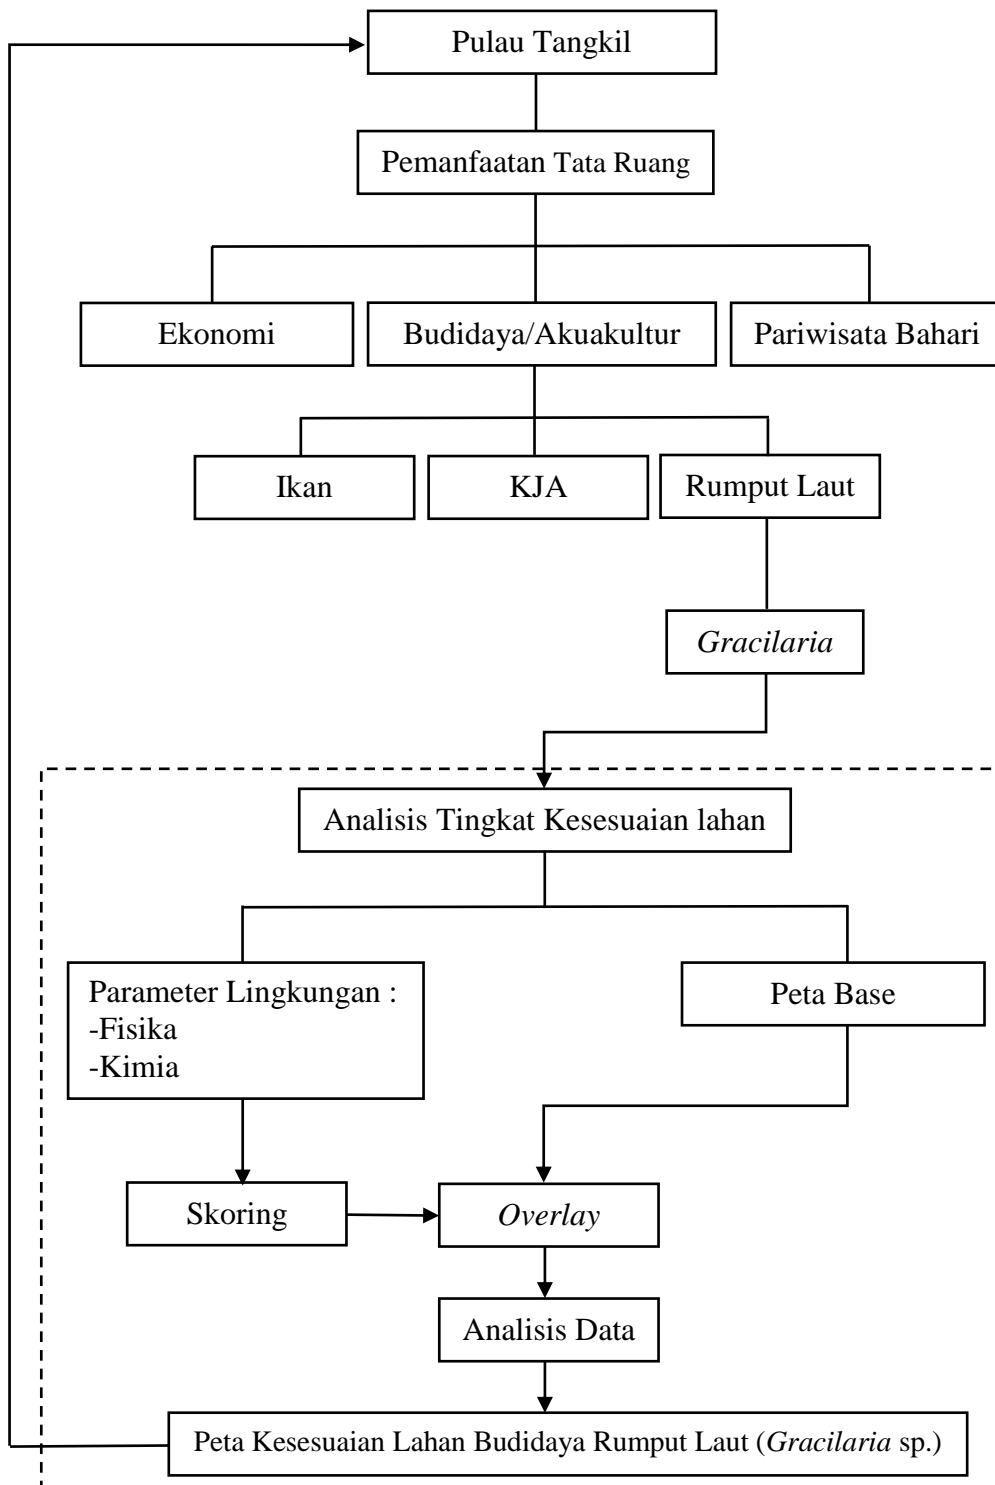 Pulau Tangkil
Pemanfaatan Tata Ruang
Ekonomi
Budidaya/Akuakultur
Pariwisata Bahari
Ikan
KJA
Rumput Laut
Gracilaria
Analisis Tingkat Kesesuaian lahan
Parameter Lingkungan :
-Fisika
-Kimia
Peta Base
Skoring
Overlay
Analisis Data
Peta Kesesuaian Lahan Budidaya Rumput Laut (Gracilaria sp.)